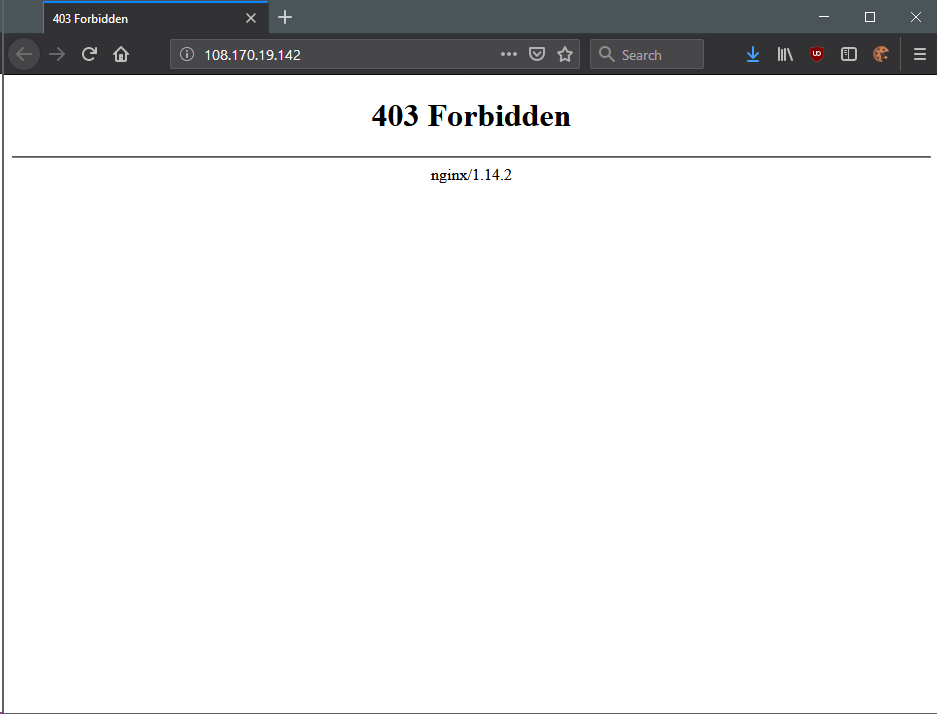 403 Forbidden
108.170.19.142
Search
403 Forbidden
nginx/1.14.2